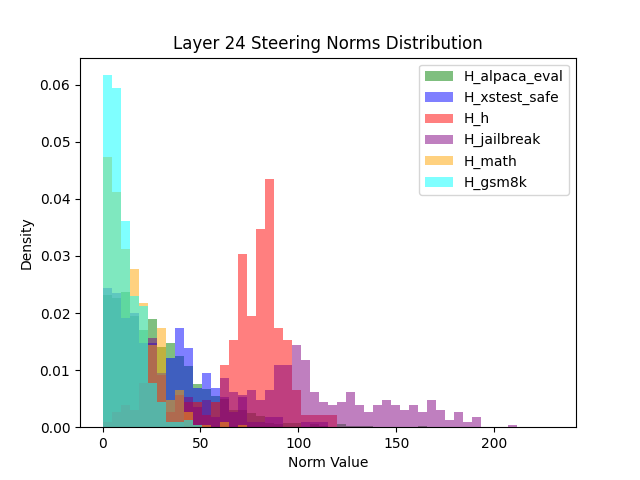 Layer 24 Steering Norms Distribution
H_alpaca_eval
H_xstest_safe
H_h
H_jailbreak
H_math
H_gsm8k
0.06
0.05
0.04
0.03
0.02
0.01
0.00
Density
0 50 100 150 200
Norm Value